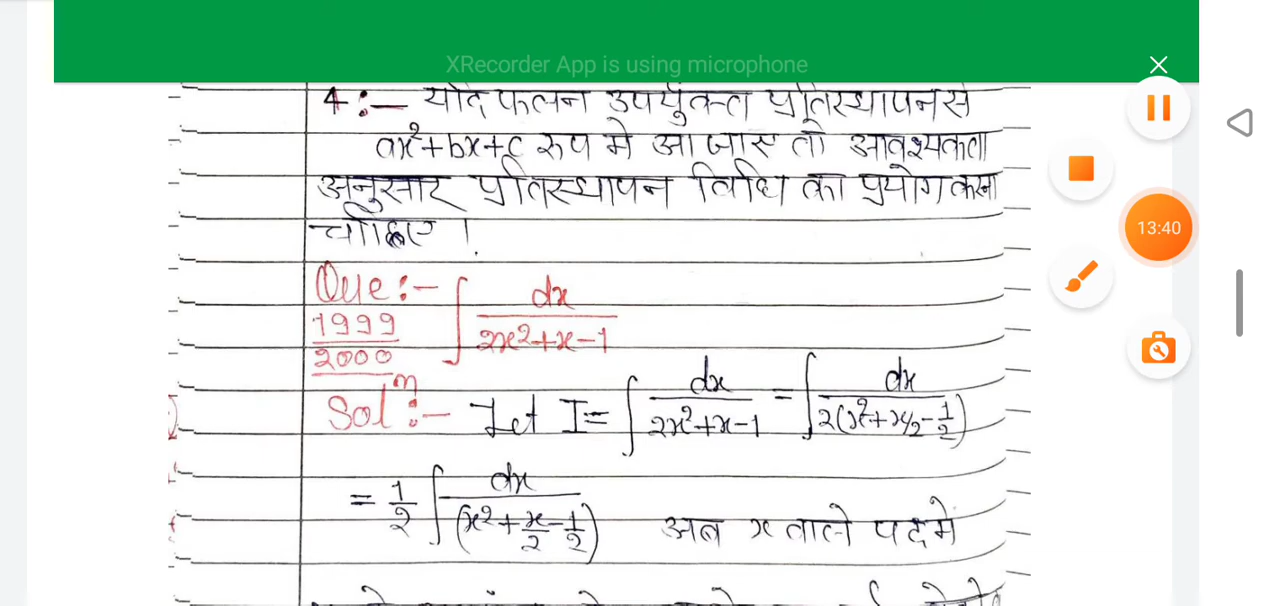 XRecorder App is using microphone
4:- यदि फलन उपर्युक्त प्रतिस्थापन से
ax²+bx+c रुप मे आ जाए तो आवश्यकता
अनुसार प्रतिस्थापन विधि का प्रयोग करना
चाहिए।
13:40
Que:- ∫ dx / 2x²+x-1
1999
2000
Solⁿ:- Let I = ∫ dx / 2x²+x-1 = ∫ dx / 2(x²+x/2-1/2)
= 1/2 ∫ dx / (x²+x/2-1/2) अब x वाले पद मे